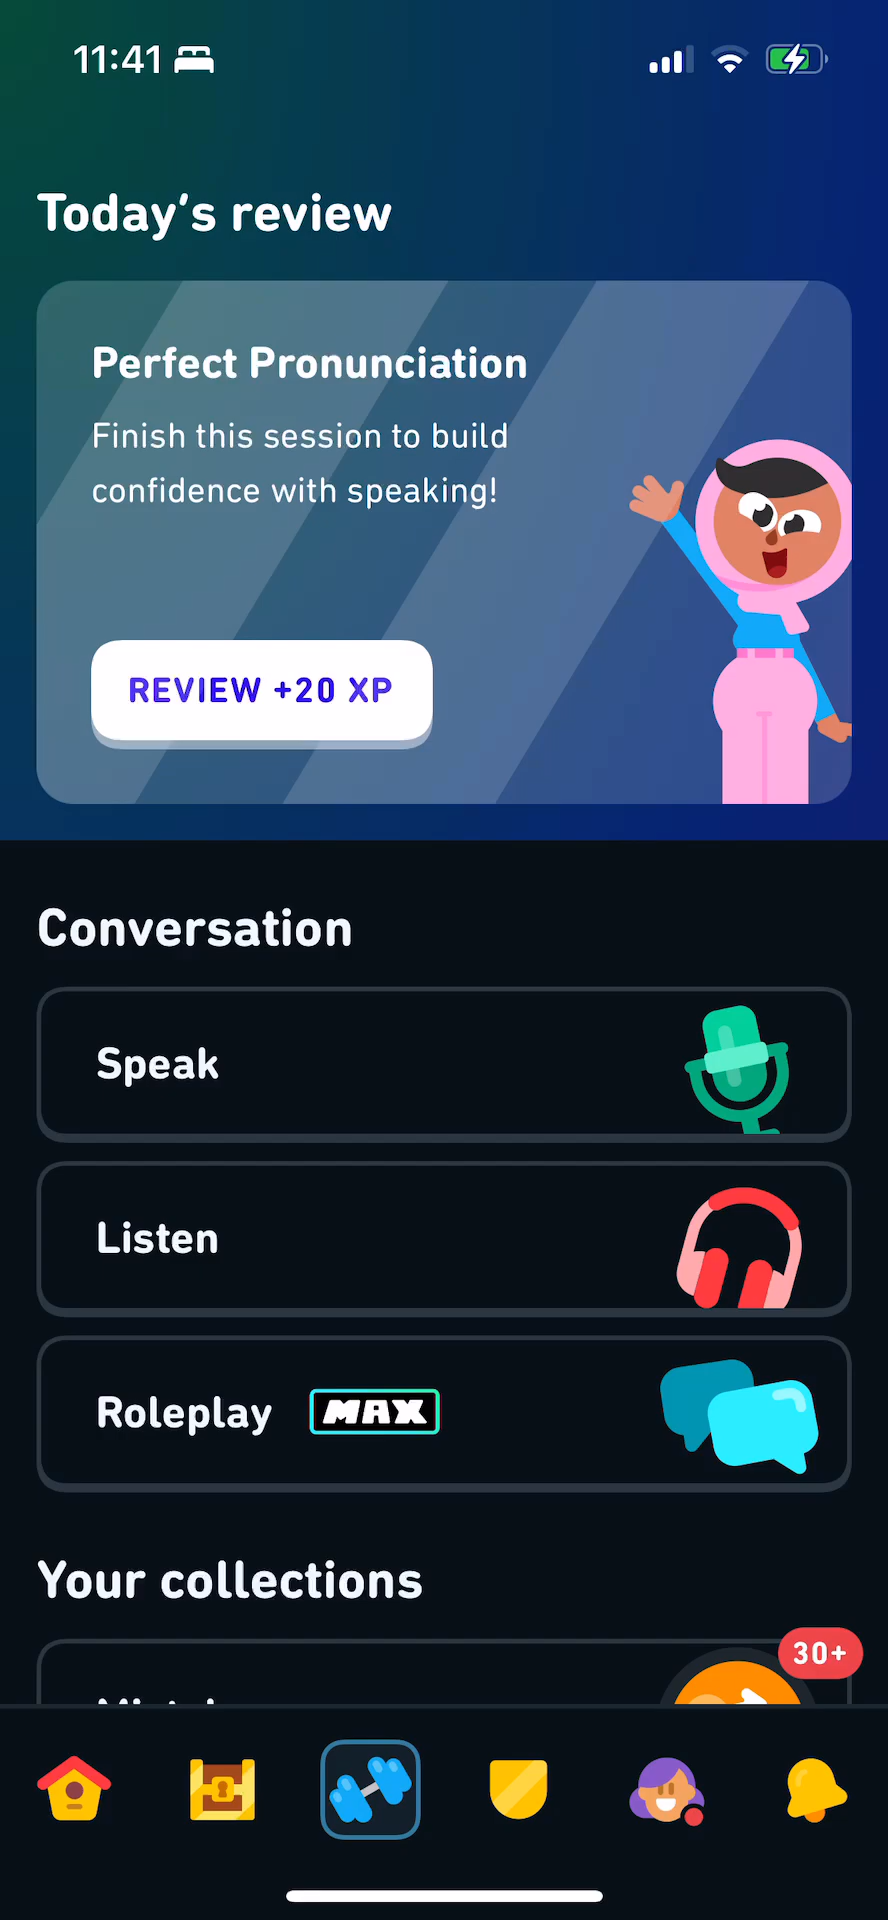 11:41
Today's review
Perfect Pronunciation
Finish this session to build
confidence with speaking!
REVIEW +20 XP
Conversation
Speak
Listen
Roleplay MAX
Your collections
30+